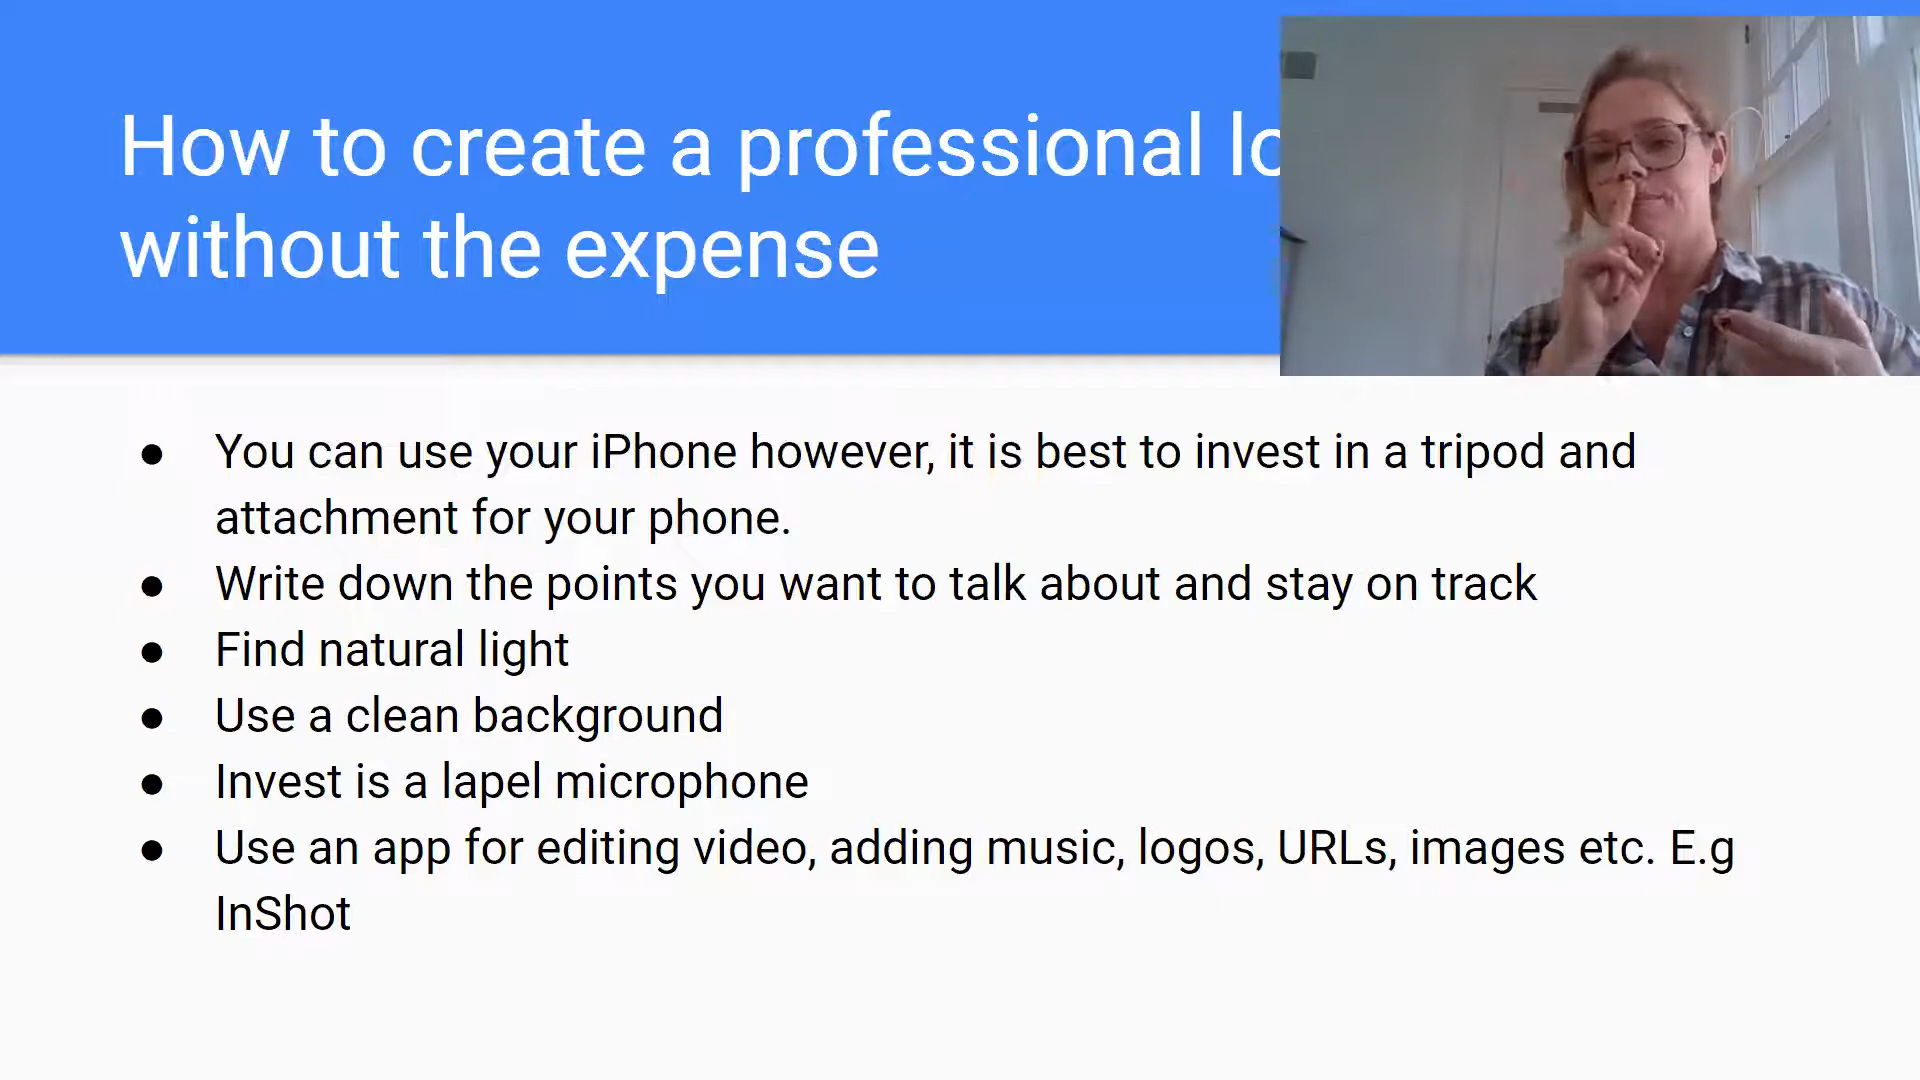 How to create a professional
without the expense
● You can use your iPhone however, it is best to invest in a tripod and
attachment for your phone.
● Write down the points you want to talk about and stay on track
● Find natural light
● Use a clean background
● Invest is a lapel microphone
● Use an app for editing video, adding music, logos, URLs, images etc. E.g
InShot